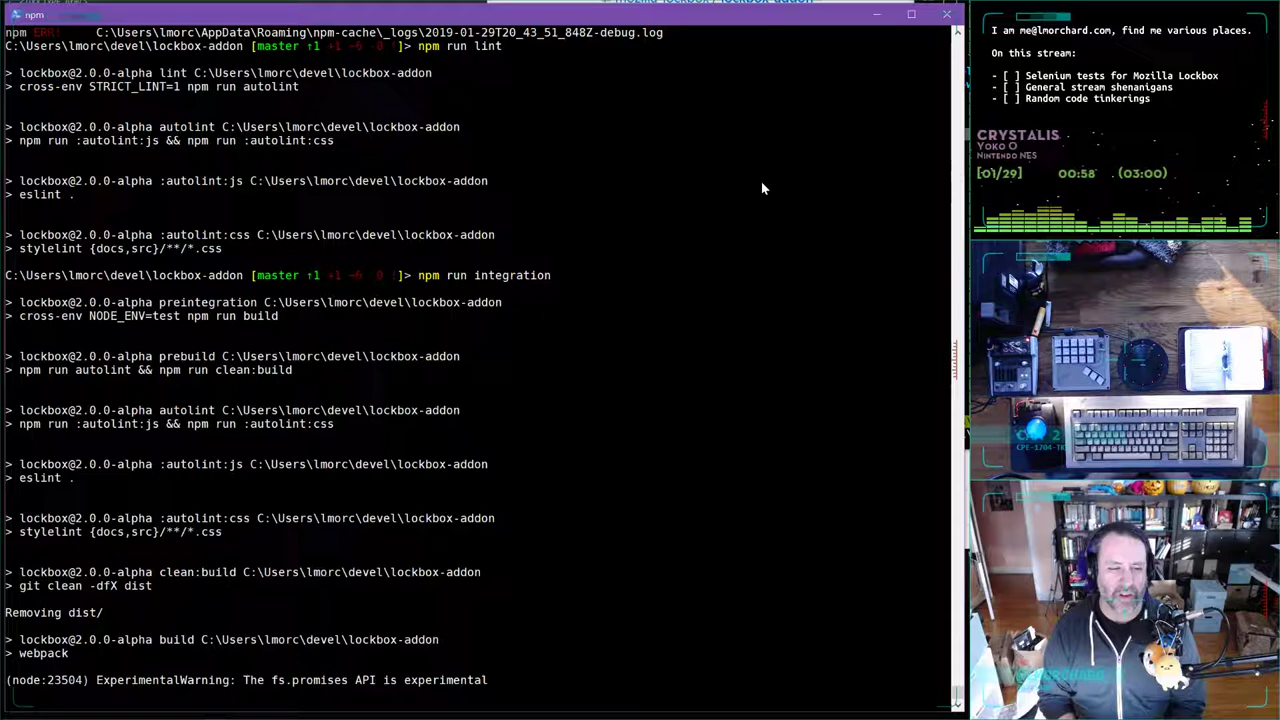 npm
npm ERR!     C:\Users\lmorc\AppData\Roaming\npm-cache\_logs\2019-01-29T20_43_51_848Z-debug.log
C:\Users\lmorc\devel\lockbox-addon [master ↑1 +1 ~6 -0 !]> npm run lint
> lockbox@2.0.0-alpha lint C:\Users\lmorc\devel\lockbox-addon
> cross-env STRICT_LINT=1 npm run autolint
> lockbox@2.0.0-alpha autolint C:\Users\lmorc\devel\lockbox-addon
> npm run :autolint:js && npm run :autolint:css
> lockbox@2.0.0-alpha :autolint:js C:\Users\lmorc\devel\lockbox-addon
> eslint .
> lockbox@2.0.0-alpha :autolint:css C:\Users\lmorc\devel\lockbox-addon
> stylelint {docs,src}/**/*.css
C:\Users\lmorc\devel\lockbox-addon [master ↑1 +1 ~6 -0 !]> npm run integration
> lockbox@2.0.0-alpha preintegration C:\Users\lmorc\devel\lockbox-addon
> cross-env NODE_ENV=test npm run build
> lockbox@2.0.0-alpha prebuild C:\Users\lmorc\devel\lockbox-addon
> npm run autolint && npm run clean:build
> lockbox@2.0.0-alpha autolint C:\Users\lmorc\devel\lockbox-addon
> npm run :autolint:js && npm run :autolint:css
> lockbox@2.0.0-alpha :autolint:js C:\Users\lmorc\devel\lockbox-addon
> eslint .
> lockbox@2.0.0-alpha :autolint:css C:\Users\lmorc\devel\lockbox-addon
> stylelint {docs,src}/**/*.css
> lockbox@2.0.0-alpha clean:build C:\Users\lmorc\devel\lockbox-addon
> git clean -dfX dist
Removing dist/
> lockbox@2.0.0-alpha build C:\Users\lmorc\devel\lockbox-addon
> webpack
(node:23504) ExperimentalWarning: The fs.promises API is experimental
I am me@lmorchard.com, find me various places.
On this stream:
- [ ] Selenium tests for Mozilla Lockbox
- [ ] General stream shenanigans
- [ ] Random code tinkerings
CRYSTALIS
Yoko O
Nintendo NES
[01/29] 00:58 (03:00)